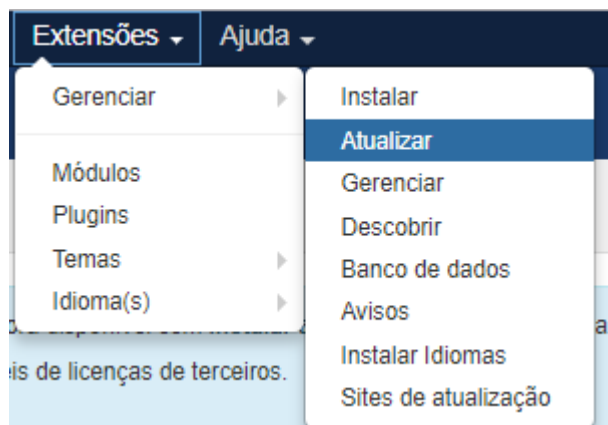 Extensões Ajuda
Gerenciar
Módulos
Plugins
Temas
Idioma(s)
Instalar
Atualizar
Gerenciar
Descobrir
Banco de dados
Avisos
Instalar Idiomas
Sites de atualização
is de licenças de terceiros.